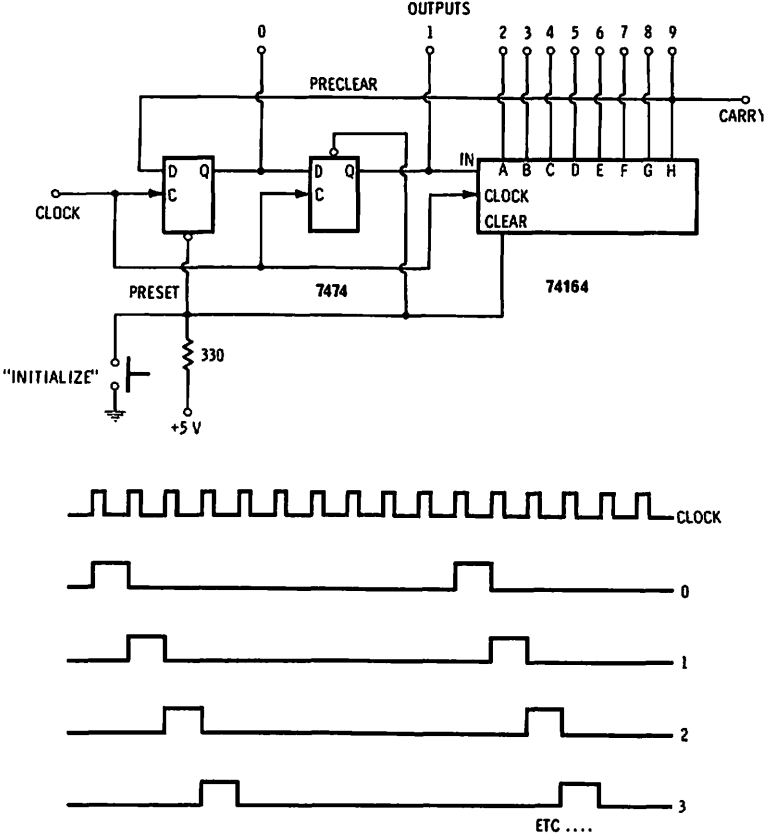 OUTPUTS
0 1 2 3 4 5 6 7 8 9
PRECLEAR
CARRY
D Q D Q IN A B C D E F G H
C C CLOCK
CLOCK CLEAR
PRESET 7474 74164
330
"INITIALIZE"
+5 V
CLOCK
0
1
2
3
ETC ....